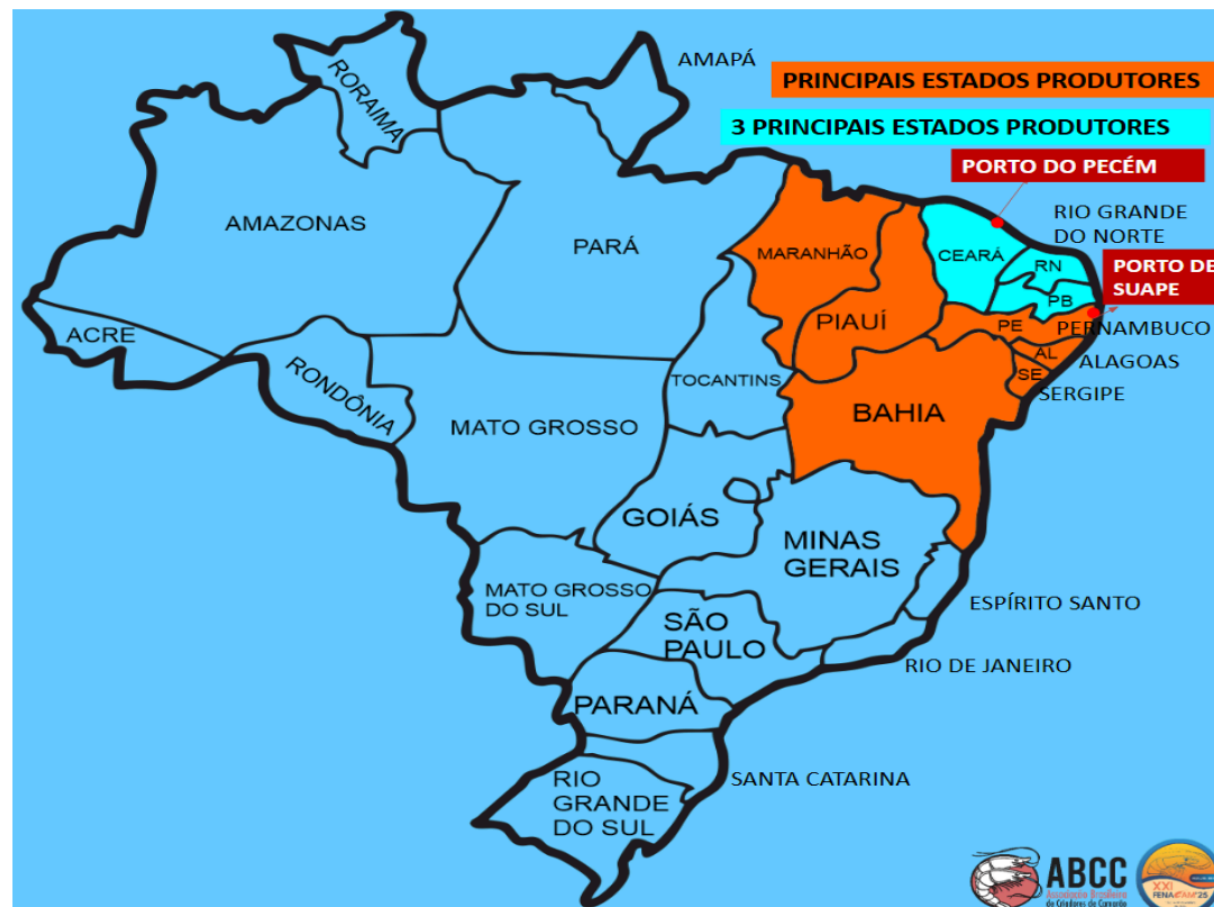 AMAPÁ
RORAIMA
PRINCIPAIS ESTADOS PRODUTORES
3 PRINCIPAIS ESTADOS PRODUTORES
PORTO DO PECÉM
RIO GRANDE
DO NORTE
AMAZONAS
PARÁ
MARANHÃO
CEARÁ
RN
PORTO DE
SUAPE
PB
PIAUÍ
PE
PERNAMBUCO
ACRE
AL
ALAGOAS
RONDÔNIA
TOCANTINS
SE
SERGIPE
MATO GROSSO
BAHIA
GOIÁS
MINAS
GERAIS
MATO GROSSO
DO SUL
ESPÍRITO SANTO
SÃO
PAULO
RIO DE JANEIRO
PARANÁ
SANTA CATARINA
RIO
GRANDE
DO SUL
ABCC
Associação Brasileira
de Criadores de Camarão
XXI